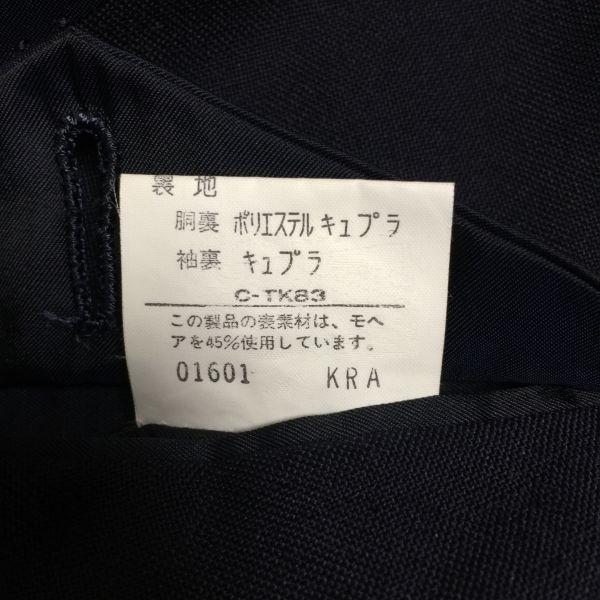 裏地
胴裏 ポリエステル キュプラ
袖裏 キュプラ
C-TK83
この製品の表素材は、モヘ
アを45%使用しています。
01601 KRA